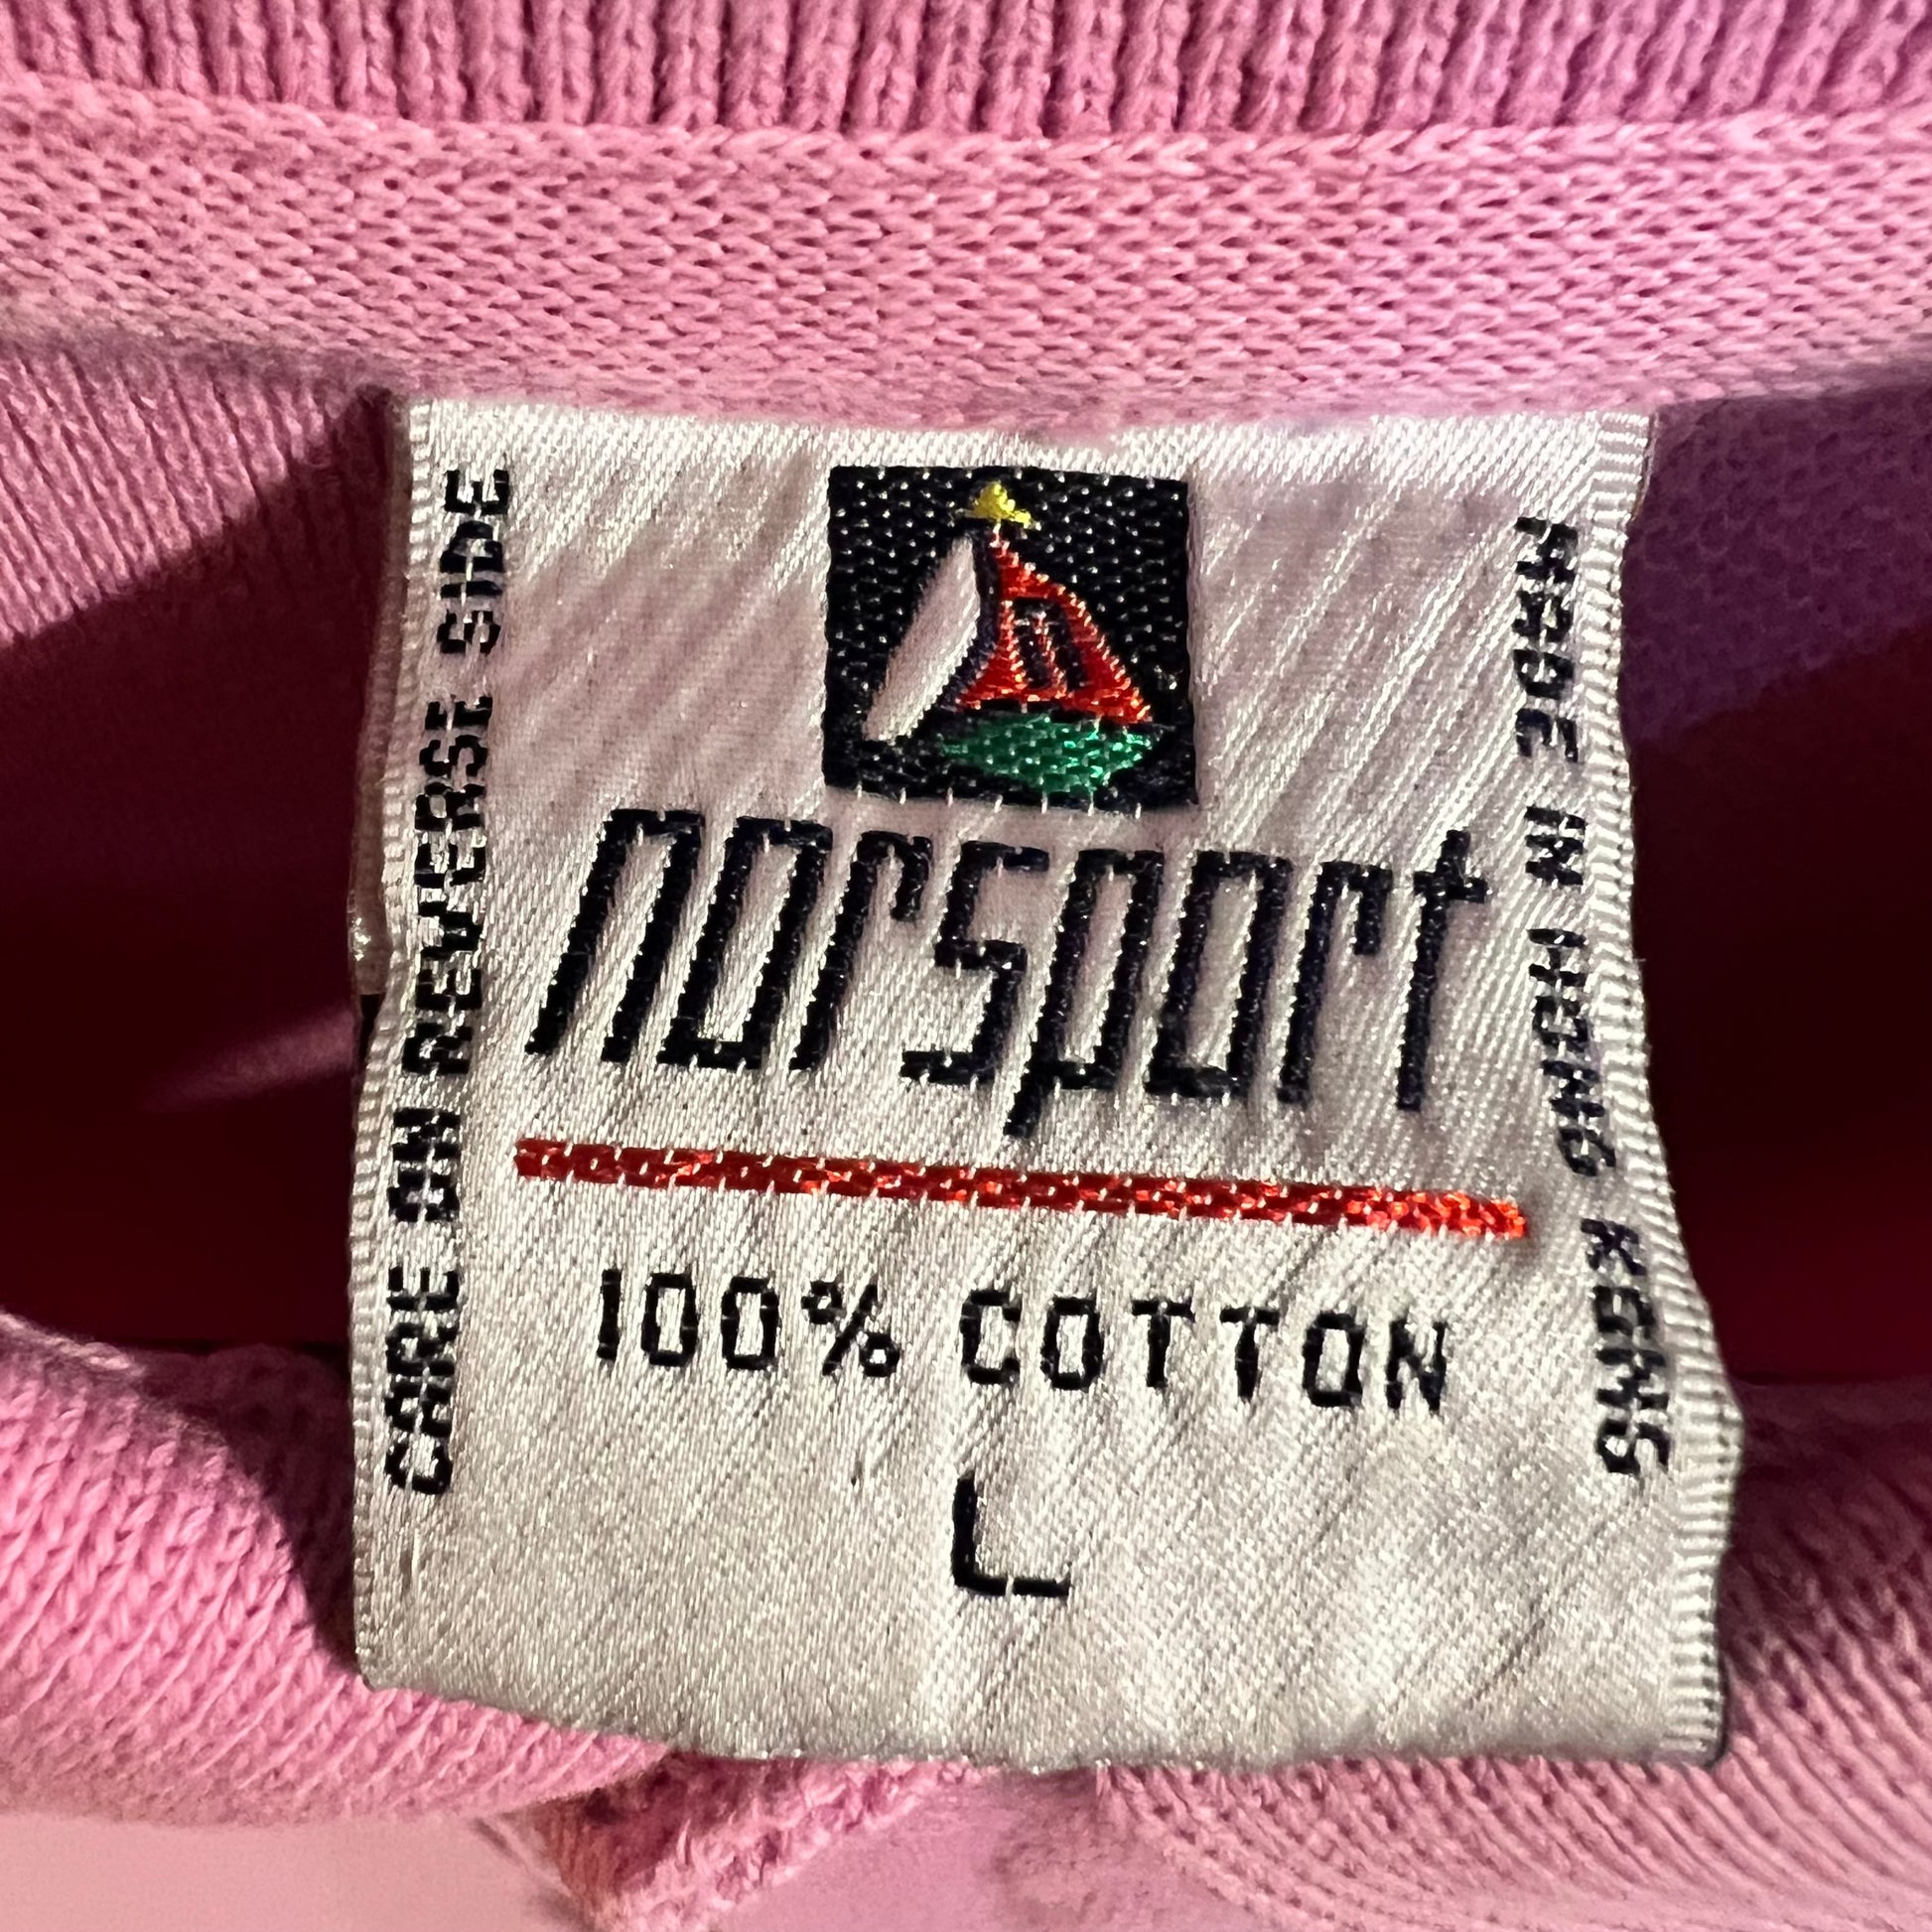 norsport
100% COTTON
L
CARE ON REVERSE SIDE
MADE IN HONG KONG